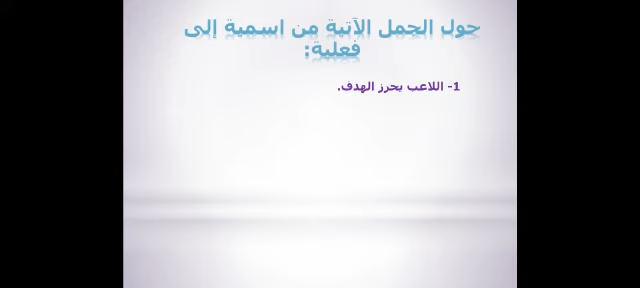 حول الجمل الآتية من اسمية إلى
فعلية:
1- اللاعب يحرز الهدف.